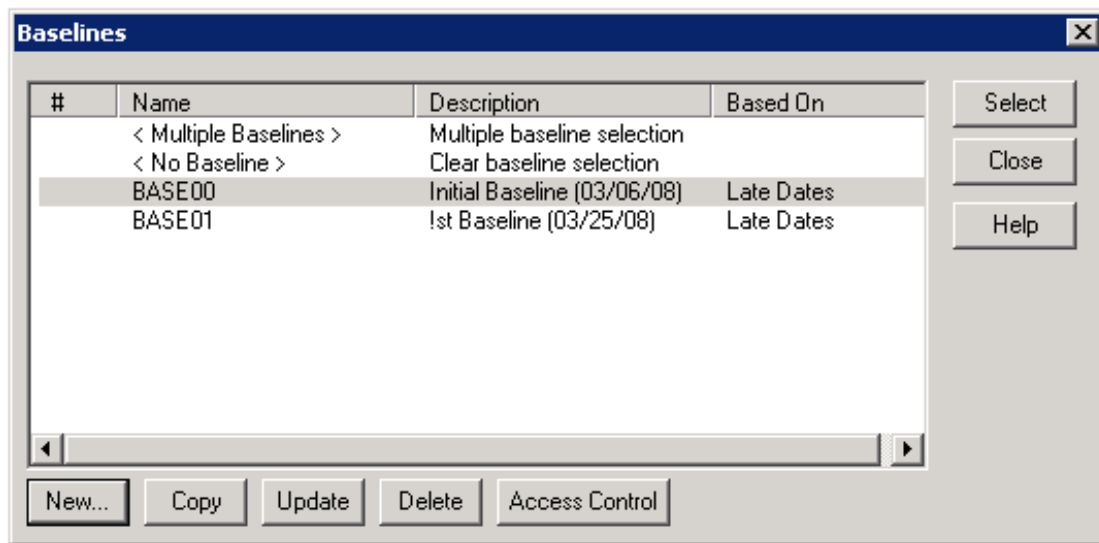 Baselines
# Name Description Based On
< Multiple Baselines > Multiple baseline selection
< No Baseline > Clear baseline selection
BASE00 Initial Baseline (03/06/08) Late Dates
BASE01 !st Baseline (03/25/08) Late Dates
Select
Close
Help
New... Copy Update Delete Access Control